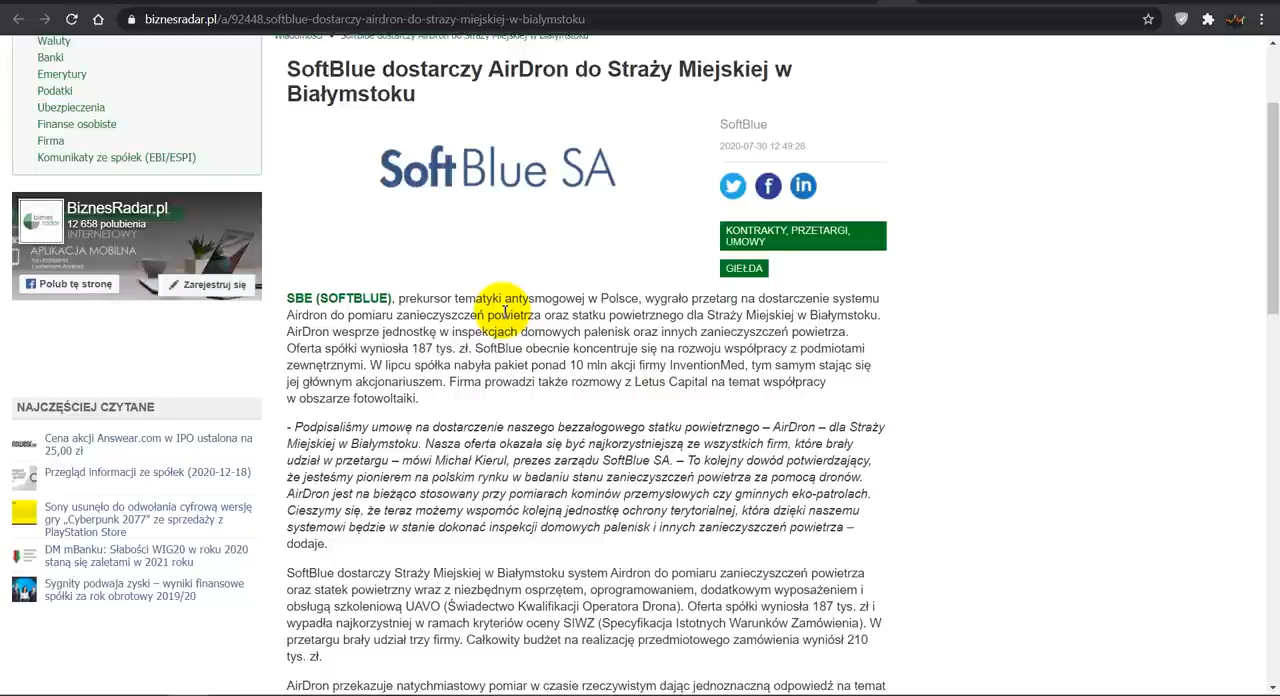 biznesradar.pl/a/92448,softblue-dostarczy-airdron-do-strazy-miejskiej-w-bialymstoku
Waluty
Banki
Emerytury
Podatki
Ubezpieczenia
Finanse osobiste
Firma
Komunikaty ze spółek (EBI/ESPI)
BiznesRadar.pl
12 658 polubienia
INTERNETOWY
APLIKACJA MOBILNA
Polub tę stronę
Zarejestruj się
NAJCZĘŚCIEJ CZYTANE
Cena akcji Answear.com w IPO ustalona na
25,00 zł
Przegląd informacji ze spółek (2020-12-18)
Sony usunęło do odwołania cyfrową wersję
gry „Cyberpunk 2077” ze sprzedaży z
PlayStation Store
DM mBanku: Słabości WIG20 w roku 2020
staną się zaletami w 2021 roku
Sygnity podwaja zyski – wyniki finansowe
spółki za rok obrotowy 2019/20
Wiadomości SoftBlue dostarczy AirDron do Straży Miejskiej w Białymstoku
SoftBlue dostarczy AirDron do Straży Miejskiej w
Białymstoku
SoftBlue SA
SoftBlue
2020-07-30 12:49:28
KONTRAKTY, PRZETARGI,
UMOWY
GIEŁDA
SBE (SOFTBLUE), prekursor tematyki antysmogowej w Polsce, wygrało przetarg na dostarczenie systemu
Airdron do pomiaru zanieczyszczeń powietrza oraz statku powietrznego dla Straży Miejskiej w Białymstoku.
AirDron wesprze jednostkę w inspekcjach domowych palenisk oraz innych zanieczyszczeń powietrza.
Oferta spółki wyniosła 187 tys. zł. SoftBlue obecnie koncentruje się na rozwoju współpracy z podmiotami
zewnętrznymi. W lipcu spółka nabyła pakiet ponad 10 mln akcji firmy InventionMed, tym samym stając się
jej głównym akcjonariuszem. Firma prowadzi także rozmowy z Letus Capital na temat współpracy
w obszarze fotowoltaiki.
- Podpisaliśmy umowę na dostarczenie naszego bezzałogowego statku powietrznego – AirDron – dla Straży
Miejskiej w Białymstoku. Nasza oferta okazała się być najkorzystniejszą ze wszystkich firm, które brały
udział w przetargu – mówi Michał Kierul, prezes zarządu SoftBlue SA. – To kolejny dowód potwierdzający,
że jesteśmy pionierem na polskim rynku w badaniu stanu zanieczyszczeń powietrza za pomocą dronów.
AirDron jest na bieżąco stosowany przy pomiarach kominów przemysłowych czy gminnych eko-patrolach.
Cieszymy się, że teraz możemy wspomóc kolejną jednostkę ochrony terytorialnej, która dzięki naszemu
systemowi będzie w stanie dokonać inspekcji domowych palenisk i innych zanieczyszczeń powietrza –
dodaje.
SoftBlue dostarczy Straży Miejskiej w Białymstoku system Airdron do pomiaru zanieczyszczeń powietrza
oraz statek powietrzny wraz z niezbędnym osprzętem, oprogramowaniem, dodatkowym wyposażeniem i
obsługą szkoleniową UAVO (Świadectwo Kwalifikacji Operatora Drona). Oferta spółki wyniosła 187 tys. zł i
wypadła najkorzystniej w ramach kryteriów oceny SIWZ (Specyfikacja Istotnych Warunków Zamówienia). W
przetargu brały udział trzy firmy. Całkowity budżet na realizację przedmiotowego zamówienia wyniósł 210
tys. zł.
AirDron przekazuje natychmiastowy pomiar w czasie rzeczywistym dając jednoznaczną odpowiedź na temat